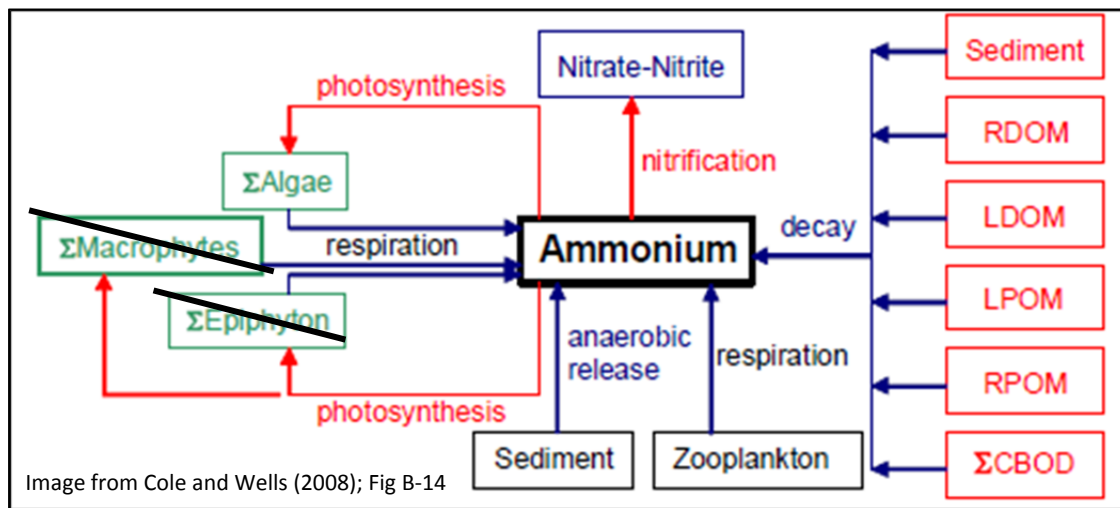 Nitrate-Nitrite
Sediment
photosynthesis
RDOM
nitrification
ΣAlgae
LDOM
decay
ΣMacrophytes
respiration
Ammonium
ΣEpiphyton
LPOM
anaerobic
release
respiration
RPOM
photosynthesis
Sediment
Zooplankton
ΣCBOD
Image from Cole and Wells (2008); Fig B-14